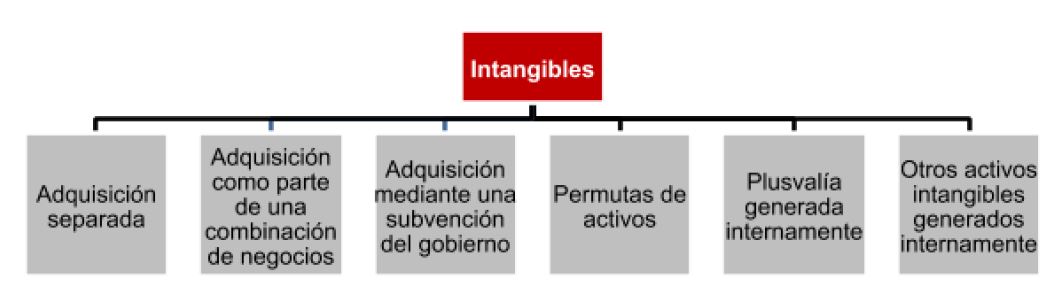 Intangibles
Adquisición
separada
Adquisición
como parte
de una
combinación
de negocios
Adquisición
mediante una
subvención
del gobierno
Permutas de
activos
Plusvalía
generada
internamente
Otros activos
intangibles
generados
internamente